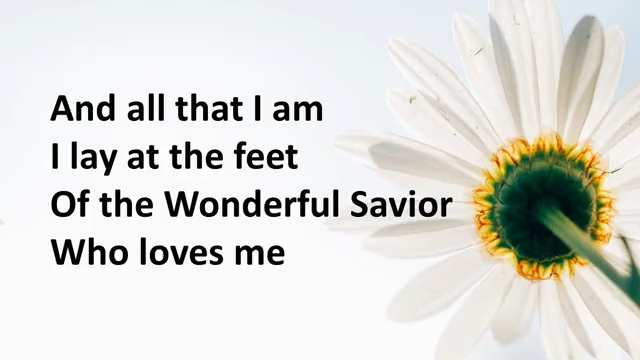 And all that I am
I lay at the feet
Of the Wonderful Savior
Who loves me